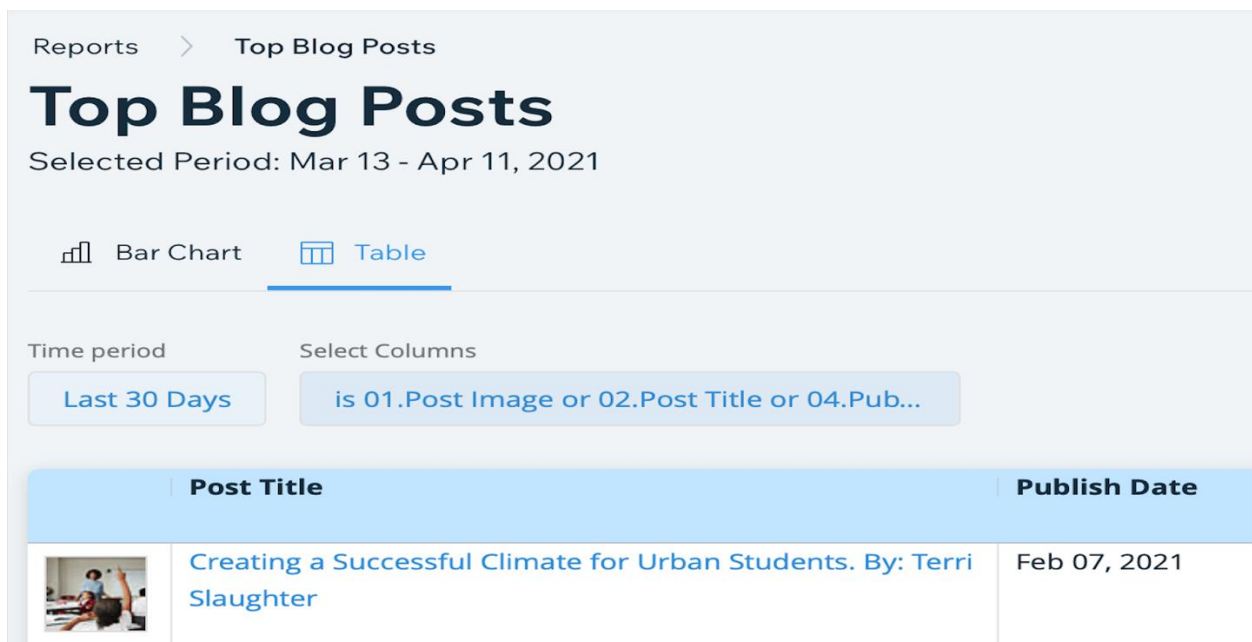 Reports > Top Blog Posts
Top Blog Posts
Selected Period: Mar 13 - Apr 11, 2021
Bar Chart Table
Time period Select Columns
Last 30 Days is 01.Post Image or 02.Post Title or 04.Pub...
Post Title Publish Date
Creating a Successful Climate for Urban Students. By: Terri Feb 07, 2021
Slaughter